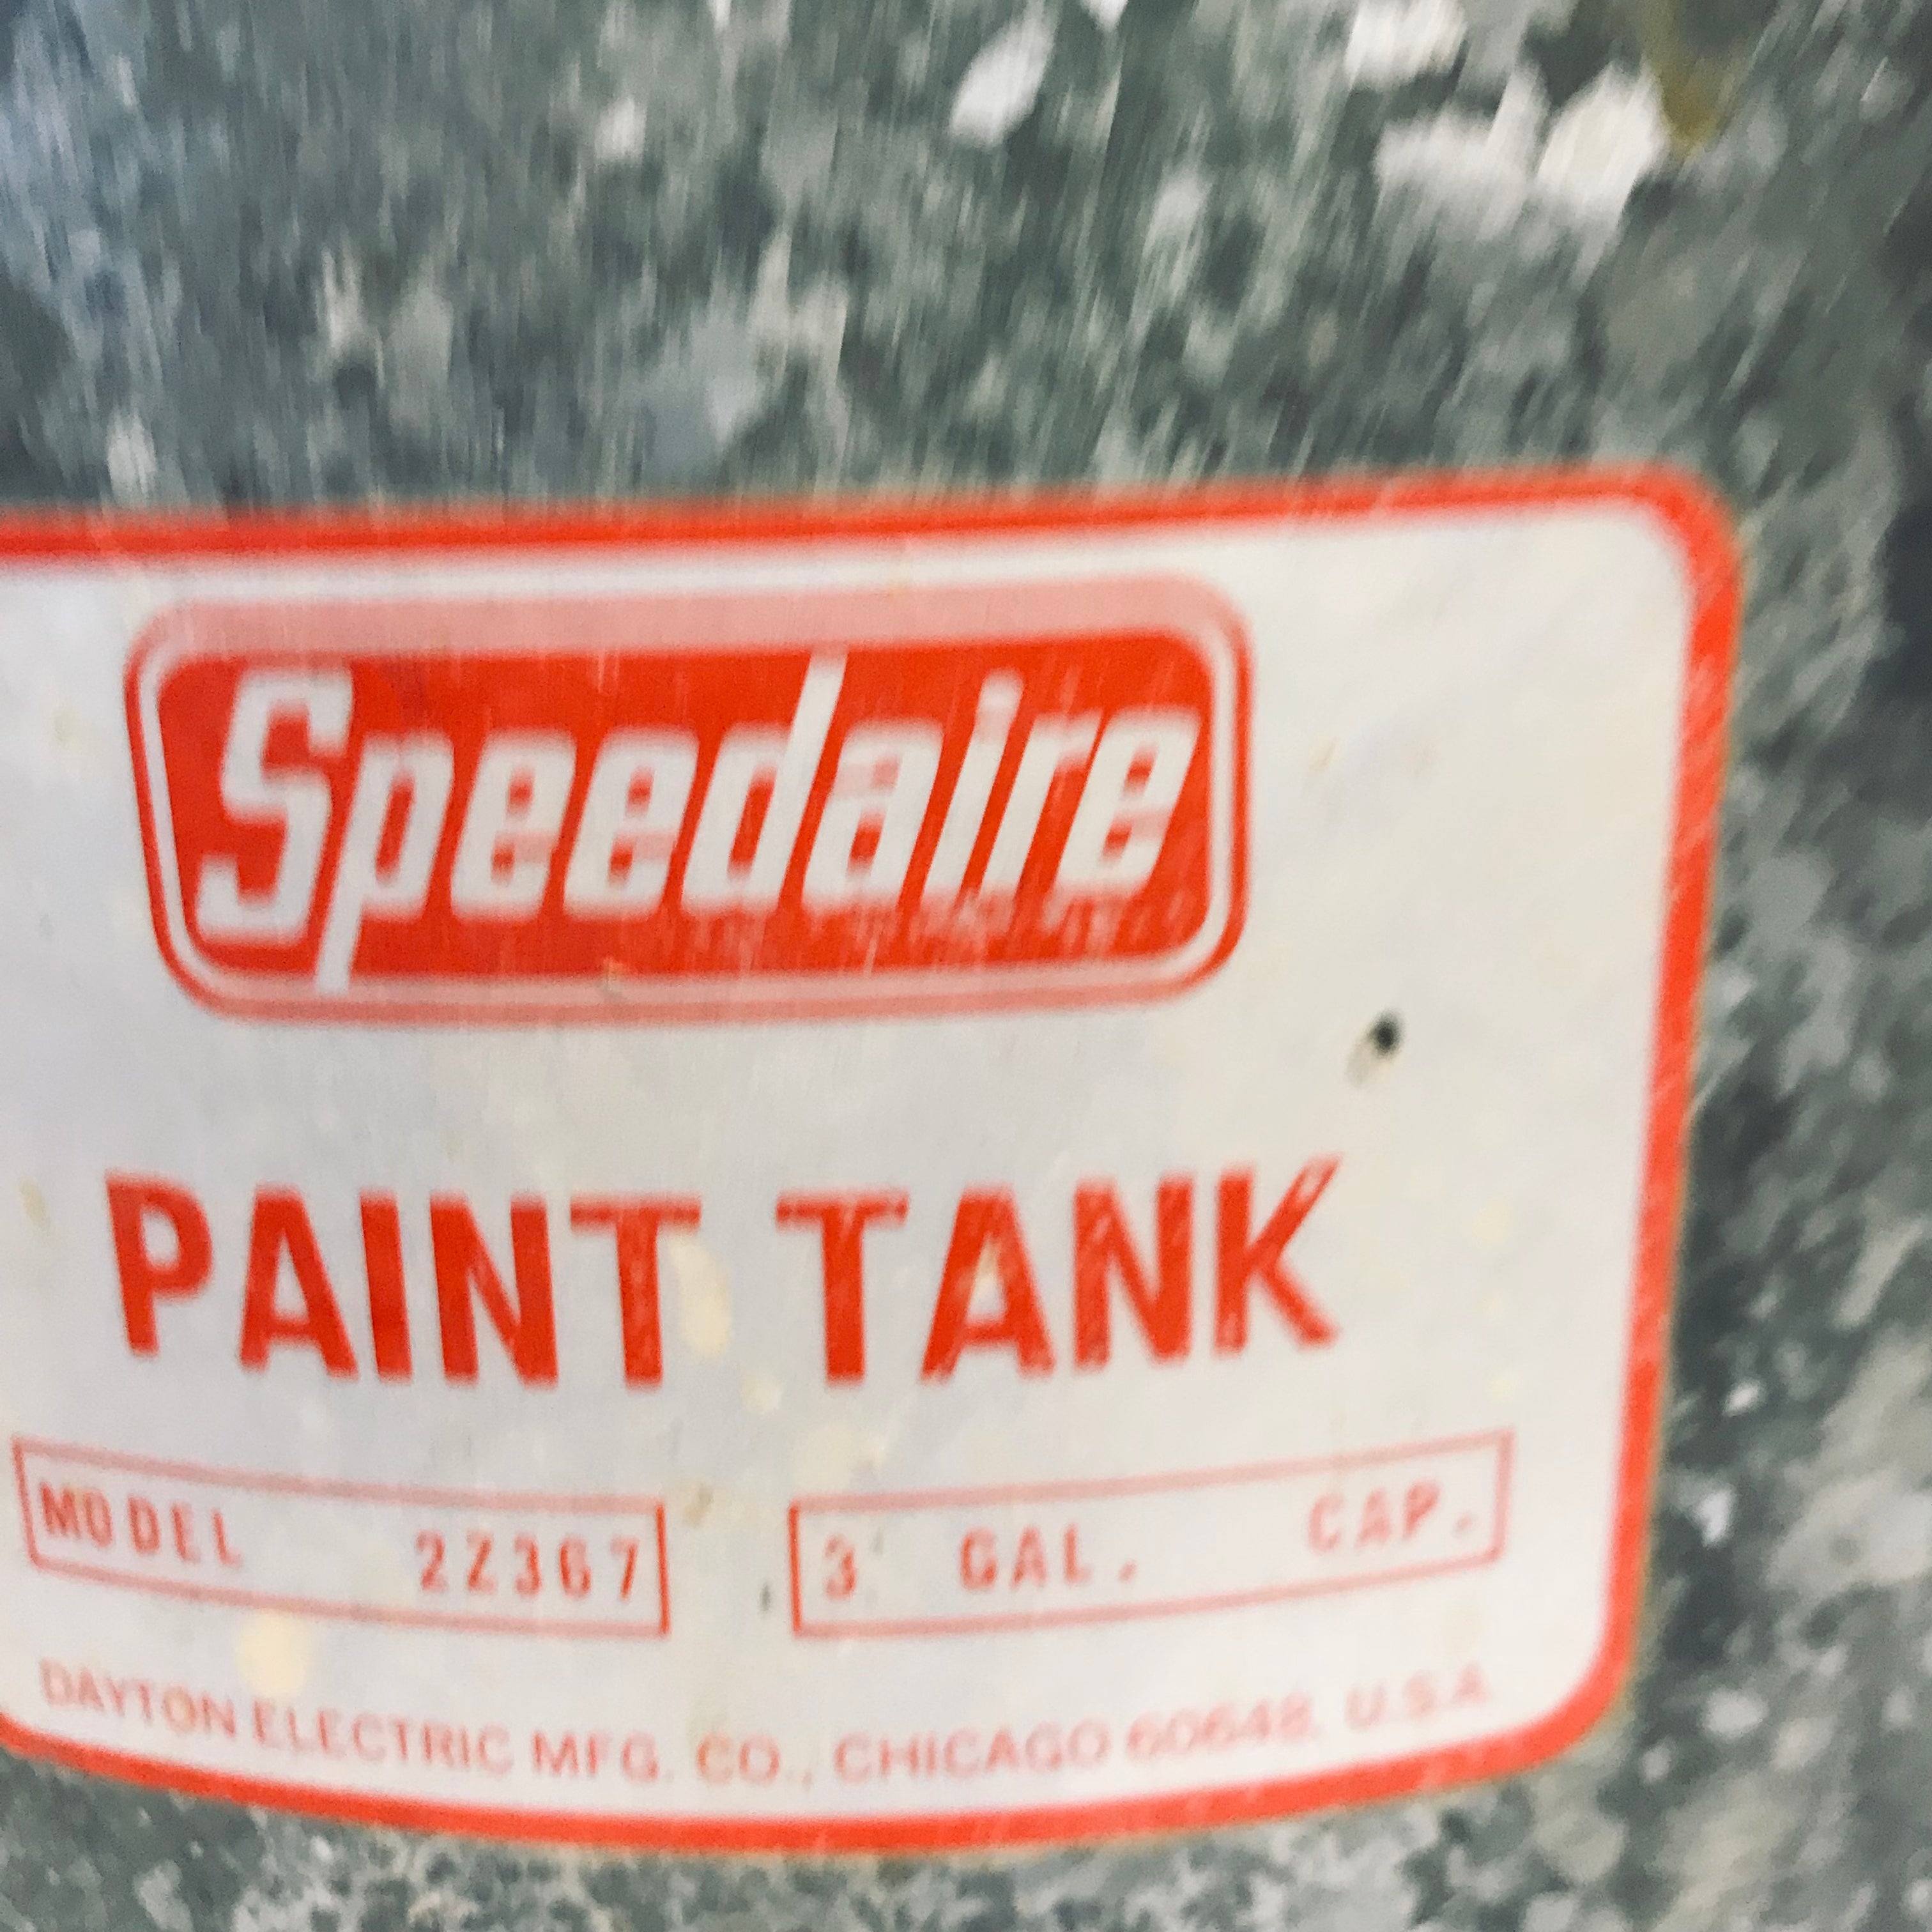 Speedaire
PAINT TANK
MODEL 2Z367
3 GAL. CAP.
DAYTON ELECTRIC MFG. CO., CHICAGO 60648, U.S.A.